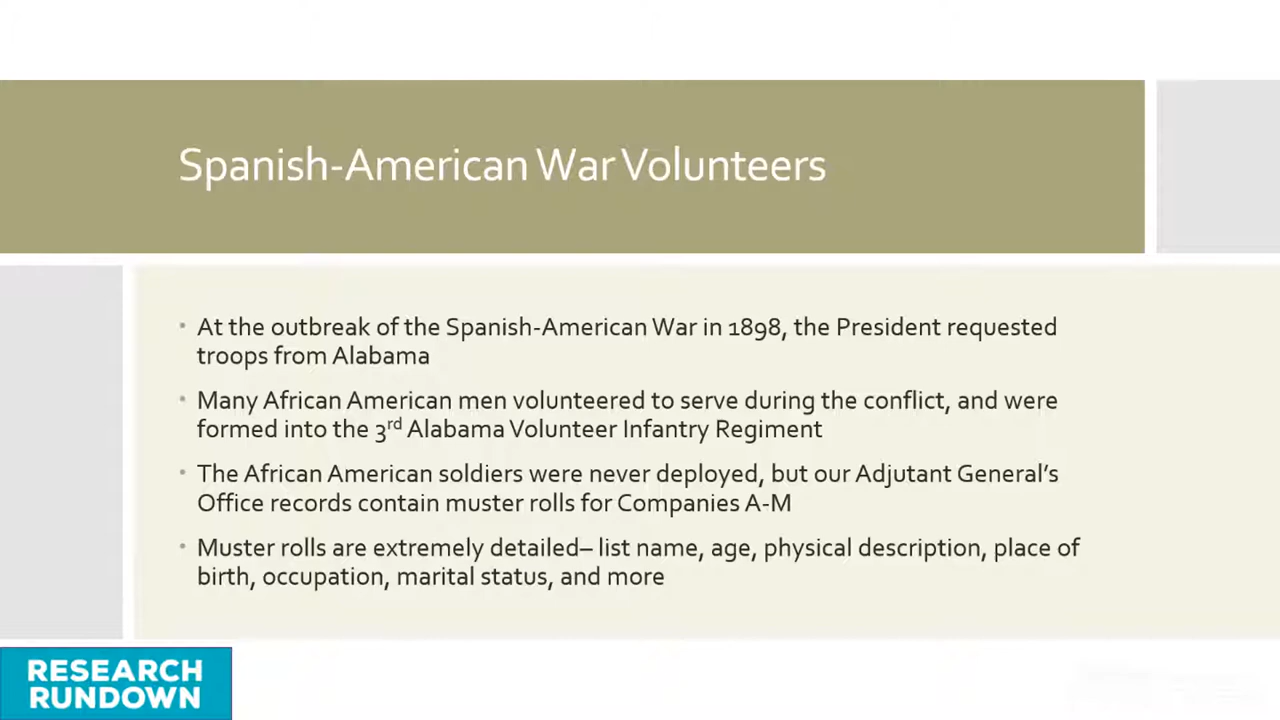 Spanish-American War Volunteers
• At the outbreak of the Spanish-American War in 1898, the President requested
troops from Alabama
• Many African American men volunteered to serve during the conflict, and were
formed into the 3rd Alabama Volunteer Infantry Regiment
• The African American soldiers were never deployed, but our Adjutant General’s
Office records contain muster rolls for Companies A-M
• Muster rolls are extremely detailed– list name, age, physical description, place of
birth, occupation, marital status, and more
RESEARCH
RUNDOWN